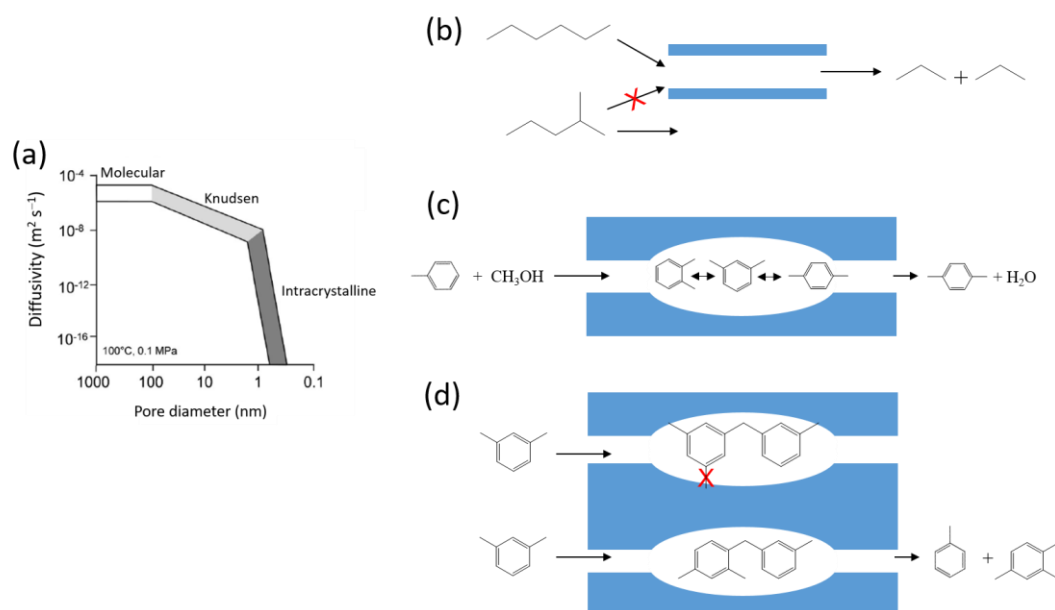 (a)
Diffusivity (m² s⁻¹)
10⁻⁴
10⁻⁸
10⁻¹²
10⁻¹⁶
Molecular
Knudsen
Intracrystalline
100°C, 0.1 MPa
1000 100 10 1 0.1
Pore diameter (nm)
(b)
X
+
(c)
+ CH₃OH
+ H₂O
(d)
X
+